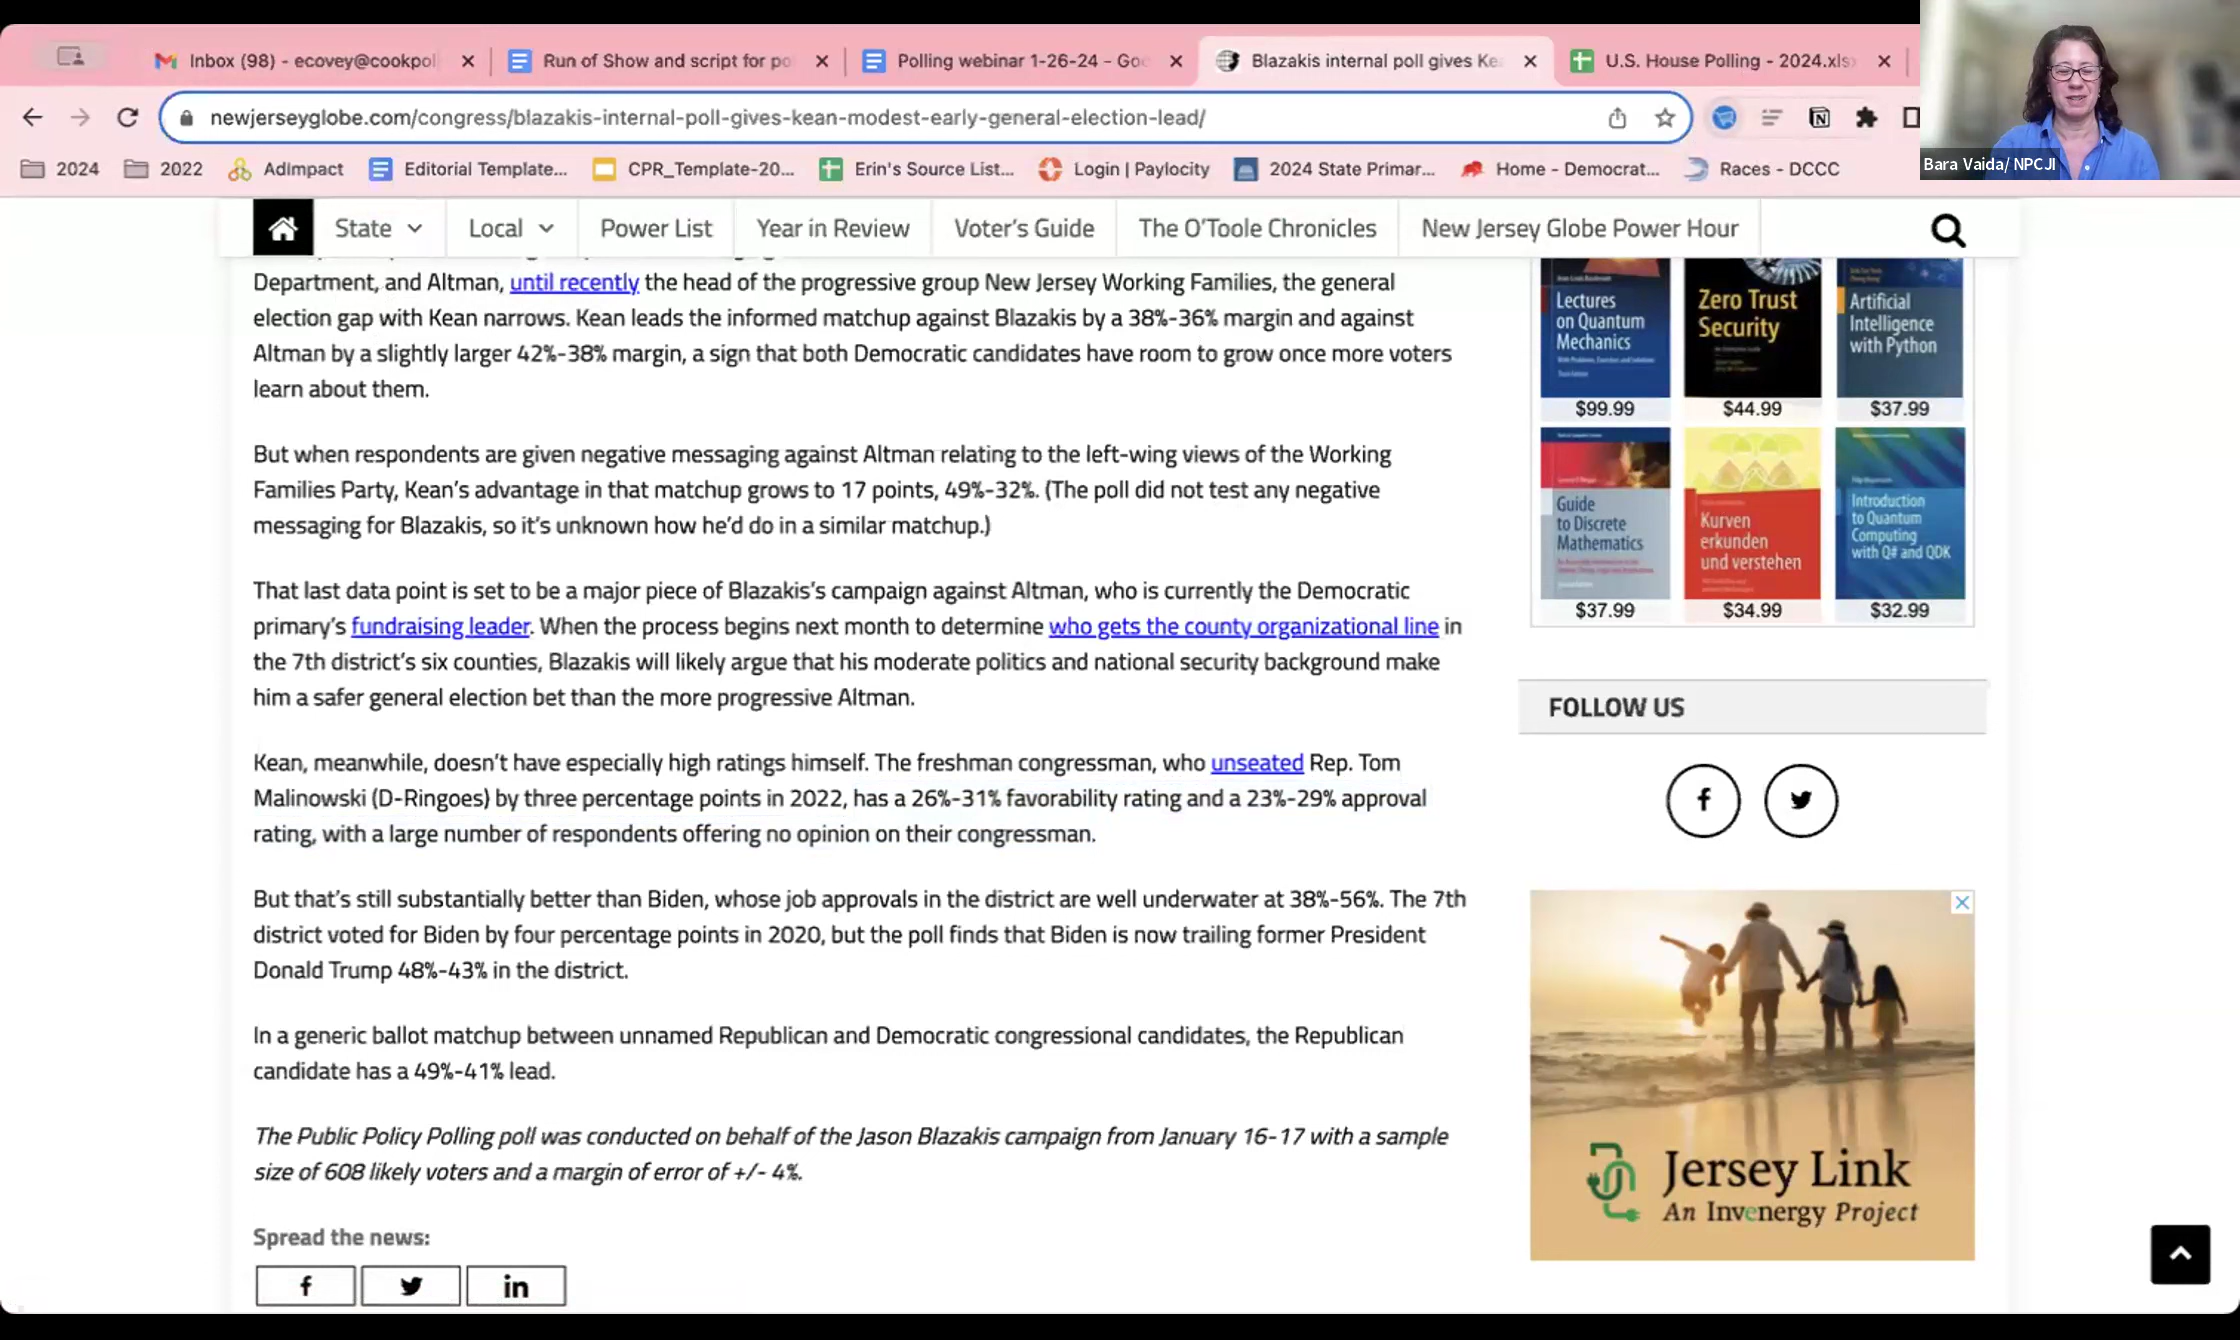 Inbox (98) - ecovey@cookpol
Run of Show and script for po
Polling webinar 1-26-24 - Goo
Blazakis internal poll gives Kea
U.S. House Polling - 2024.xlsx
newjerseyglobe.com/congress/blazakis-internal-poll-gives-kean-modest-early-general-election-lead/
2024
2022
AdImpact
Editorial Template...
CPR_Template-20...
Erin's Source List...
Login | Paylocity
2024 State Primar...
Home - Democrat...
Races - DCCC
Bara Vaida/ NPCJI
State
Local
Power List
Year in Review
Voter's Guide
The O'Toole Chronicles
New Jersey Globe Power Hour
Department, and Altman, until recently the head of the progressive group New Jersey Working Families, the general
election gap with Kean narrows. Kean leads the informed matchup against Blazakis by a 38%-36% margin and against
Altman by a slightly larger 42%-38% margin, a sign that both Democratic candidates have room to grow once more voters
learn about them.
But when respondents are given negative messaging against Altman relating to the left-wing views of the Working
Families Party, Kean's advantage in that matchup grows to 17 points, 49%-32%. (The poll did not test any negative
messaging for Blazakis, so it's unknown how he'd do in a similar matchup.)
That last data point is set to be a major piece of Blazakis's campaign against Altman, who is currently the Democratic
primary's fundraising leader. When the process begins next month to determine who gets the county organizational line in
the 7th district's six counties, Blazakis will likely argue that his moderate politics and national security background make
him a safer general election bet than the more progressive Altman.
Kean, meanwhile, doesn't have especially high ratings himself. The freshman congressman, who unseated Rep. Tom
Malinowski (D-Ringoes) by three percentage points in 2022, has a 26%-31% favorability rating and a 23%-29% approval
rating, with a large number of respondents offering no opinion on their congressman.
But that's still substantially better than Biden, whose job approvals in the district are well underwater at 38%-56%. The 7th
district voted for Biden by four percentage points in 2020, but the poll finds that Biden is now trailing former President
Donald Trump 48%-43% in the district.
In a generic ballot matchup between unnamed Republican and Democratic congressional candidates, the Republican
candidate has a 49%-41% lead.
The Public Policy Polling poll was conducted on behalf of the Jason Blazakis campaign from January 16-17 with a sample
size of 608 likely voters and a margin of error of +/- 4%.
Spread the news:
Lectures
on Quantum
Mechanics
$99.99
Zero Trust
Security
$44.99
Artificial
Intelligence
with Python
$37.99
Guide
to Discrete
Mathematics
$37.99
Kurven
erkunden
und verstehen
$34.99
Introduction
to Quantum
Computing
with Q# and QDK
$32.99
FOLLOW US
Jersey Link
An Invenergy Project